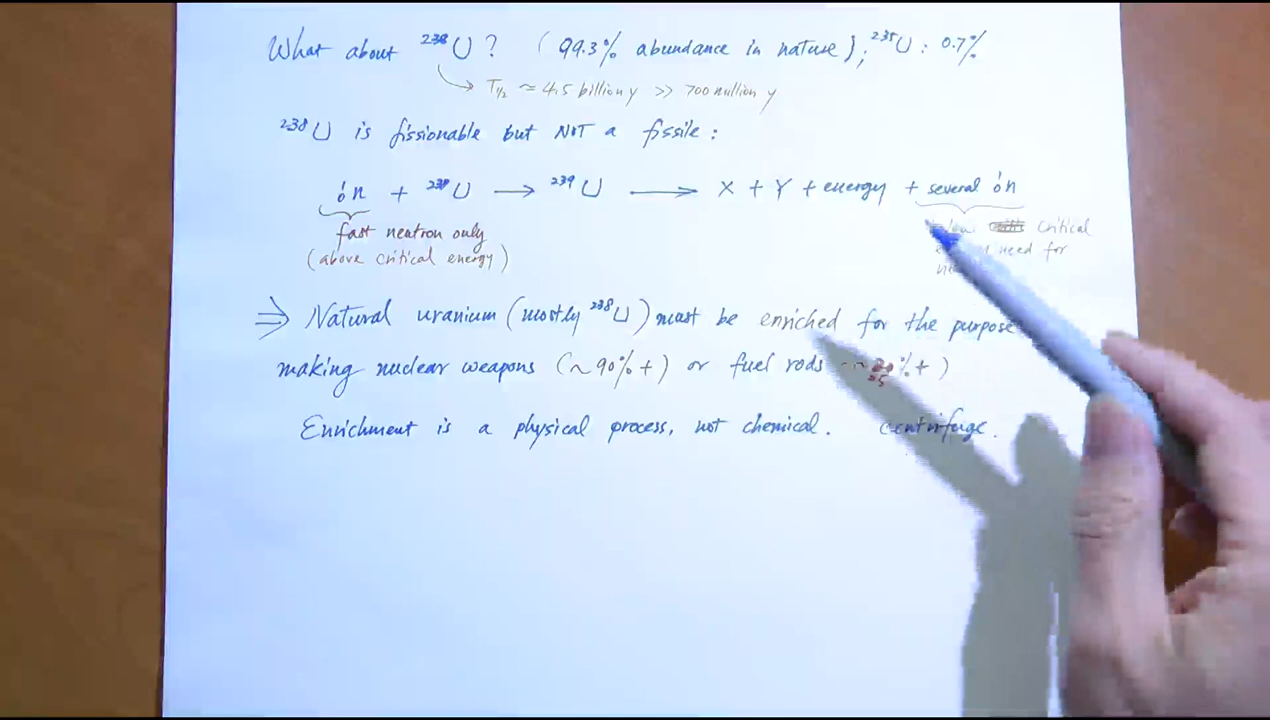 What about ²³⁸U? (99.3% abundance in nature); ²³⁵U: 0.7%
T½ ≈ 4.5 billion y >> 700 million y
²³⁸U is fissionable but NOT a fissile:
¹₀n + ²³⁸U → ²³⁹U → X + Y + energy + several ¹₀n
fast neutron only
critical
(above critical energy)
need for
⇒ Natural uranium (mostly ²³⁸U) must be enriched for the purpose
making nuclear weapons (~90%+) or fuel rods %+)
Enrichment is a physical process, not chemical. centrifuge.